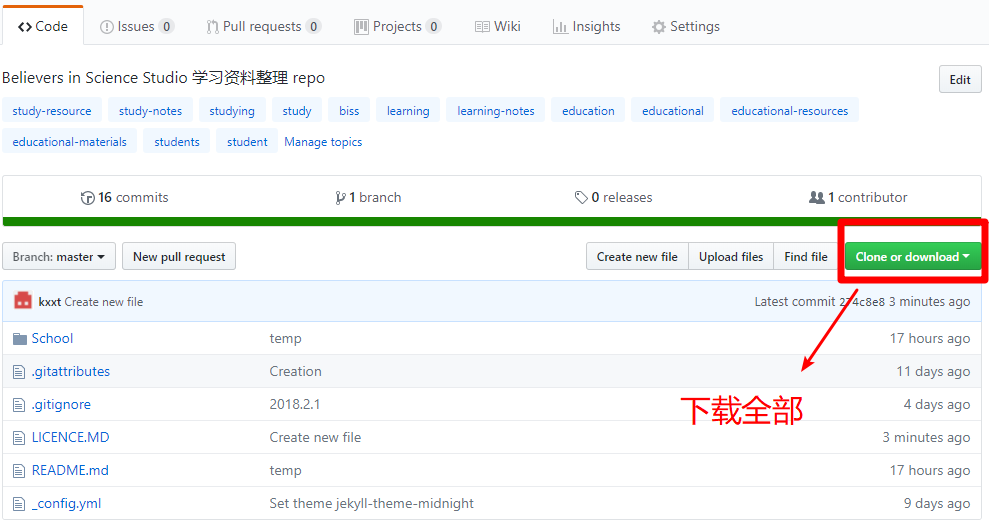 Code Issues 0 Pull requests 0 Projects 0 Wiki Insights Settings
Believers in Science Studio 学习资料整理 repo Edit
study-resource study-notes studying study biss learning learning-notes education educational educational-resources
educational-materials students student Manage topics
16 commits 1 branch 0 releases 1 contributor
Branch: master New pull request Create new file Upload files Find file Clone or download
kxxt Create new file Latest commit 274c8e8 3 minutes ago
School temp 17 hours ago
.gitattributes Creation 11 days ago
.gitignore 2018.2.1 4 days ago
下载全部
LICENCE.MD Create new file 3 minutes ago
README.md temp 17 hours ago
_config.yml Set theme jekyll-theme-midnight 9 days ago